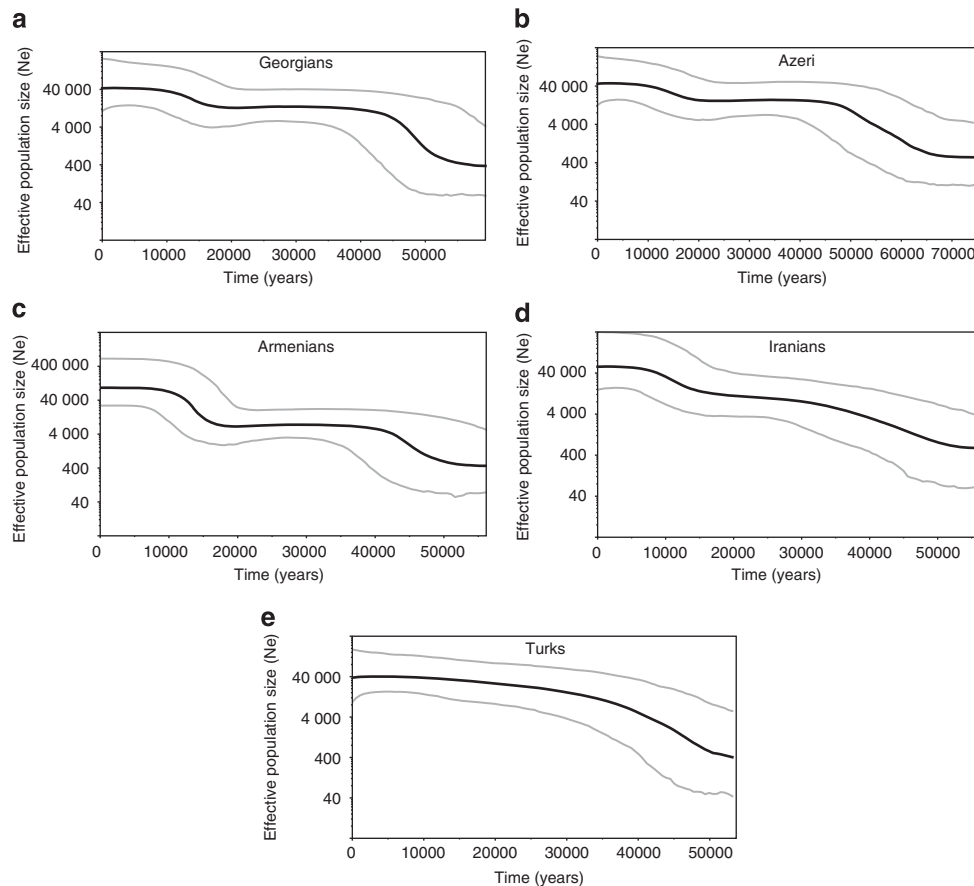 a
Georgians
Effective population size (Ne)
40 000
4 000
400
40
0 10000 20000 30000 40000 50000
Time (years)
b
Azeri
Effective population size (Ne)
40 000
4 000
400
40
0 10000 20000 30000 40000 50000 60000 70000
Time (years)
c
Armenians
Effective population size (Ne)
400 000
40 000
4 000
400
40
0 10000 20000 30000 40000 50000
Time (years)
d
Iranians
Effective population size (Ne)
40 000
4 000
400
40
0 10000 20000 30000 40000 50000
Time (years)
e
Turks
Effective population size (Ne)
40 000
4 000
400
40
0 10000 20000 30000 40000 50000
Time (years)